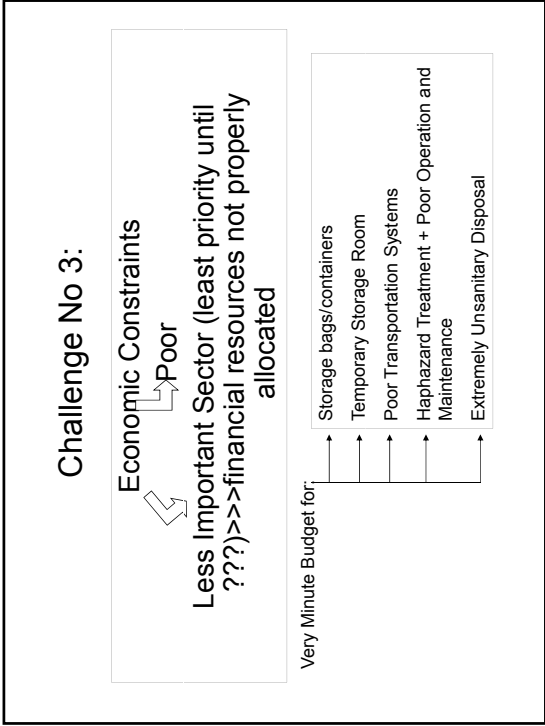 Challenge No 3:
Economic Constraints
Poor
Less Important Sector (least priority until
???)>>>financial resources not properly
allocated
Very Minute Budget for:
Storage bags/containers
Temporary Storage Room
Poor Transportation Systems
Haphazard Treatment + Poor Operation and
Maintenance
Extremely Unsanitary Disposal